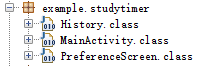 example.studytimer
History.class
MainActivity.class
PreferenceScreen.class